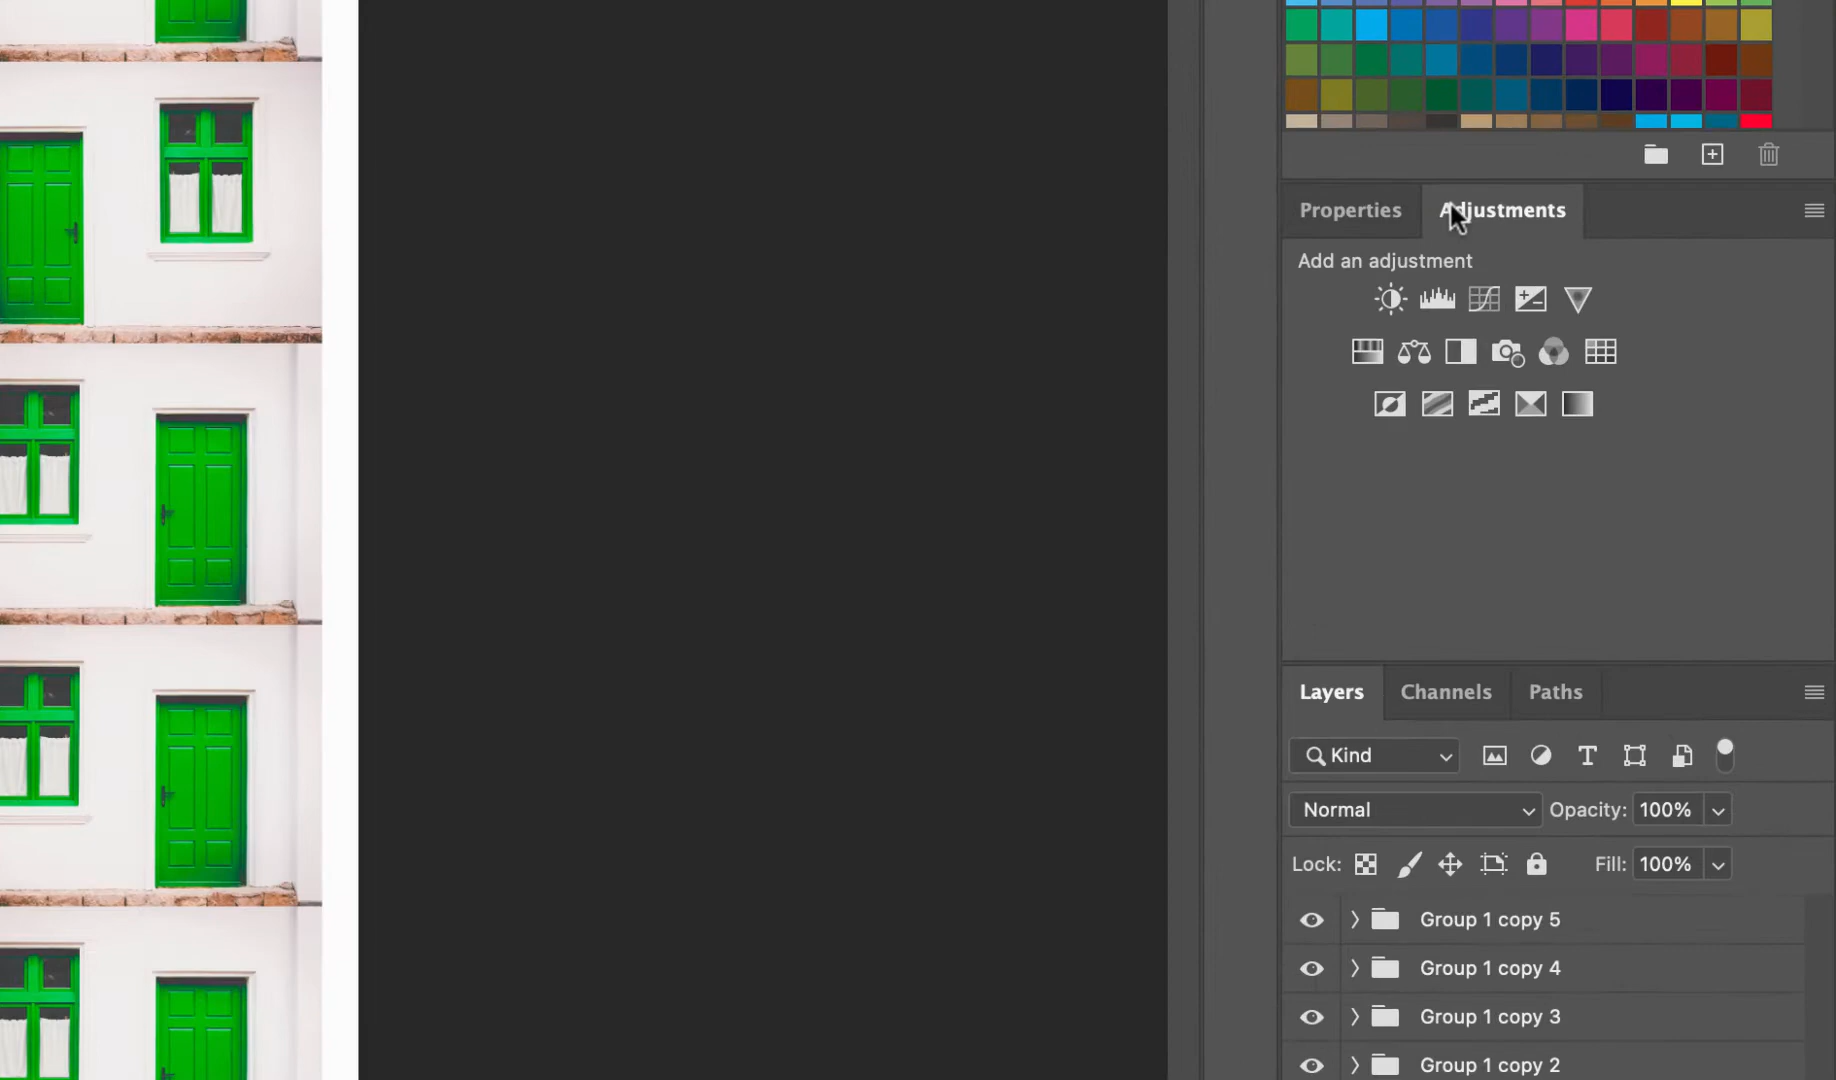 Properties
Adjustments
Add an adjustment
Layers
Channels
Paths
Kind
Normal
Opacity: 100%
Lock:
Fill: 100%
Group 1 copy 5
Group 1 copy 4
Group 1 copy 3
Group 1 copy 2